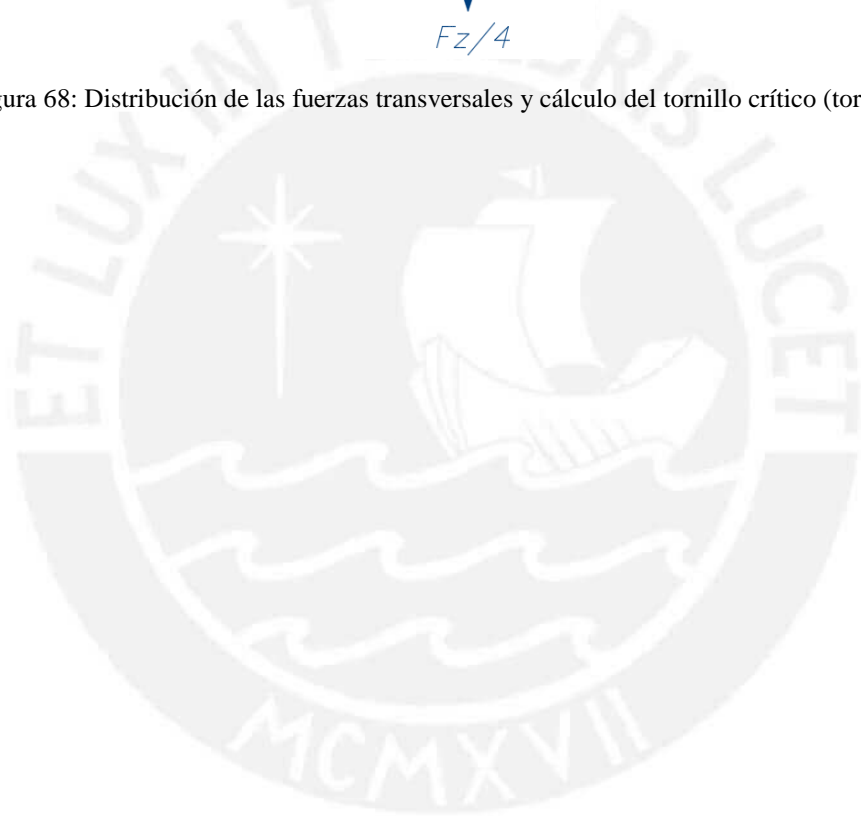 Fz/4
gura 68: Distribución de las fuerzas transversales y cálculo del tornillo crítico (tor
ET LUX IN T BRIS LUCET
MCMXVII